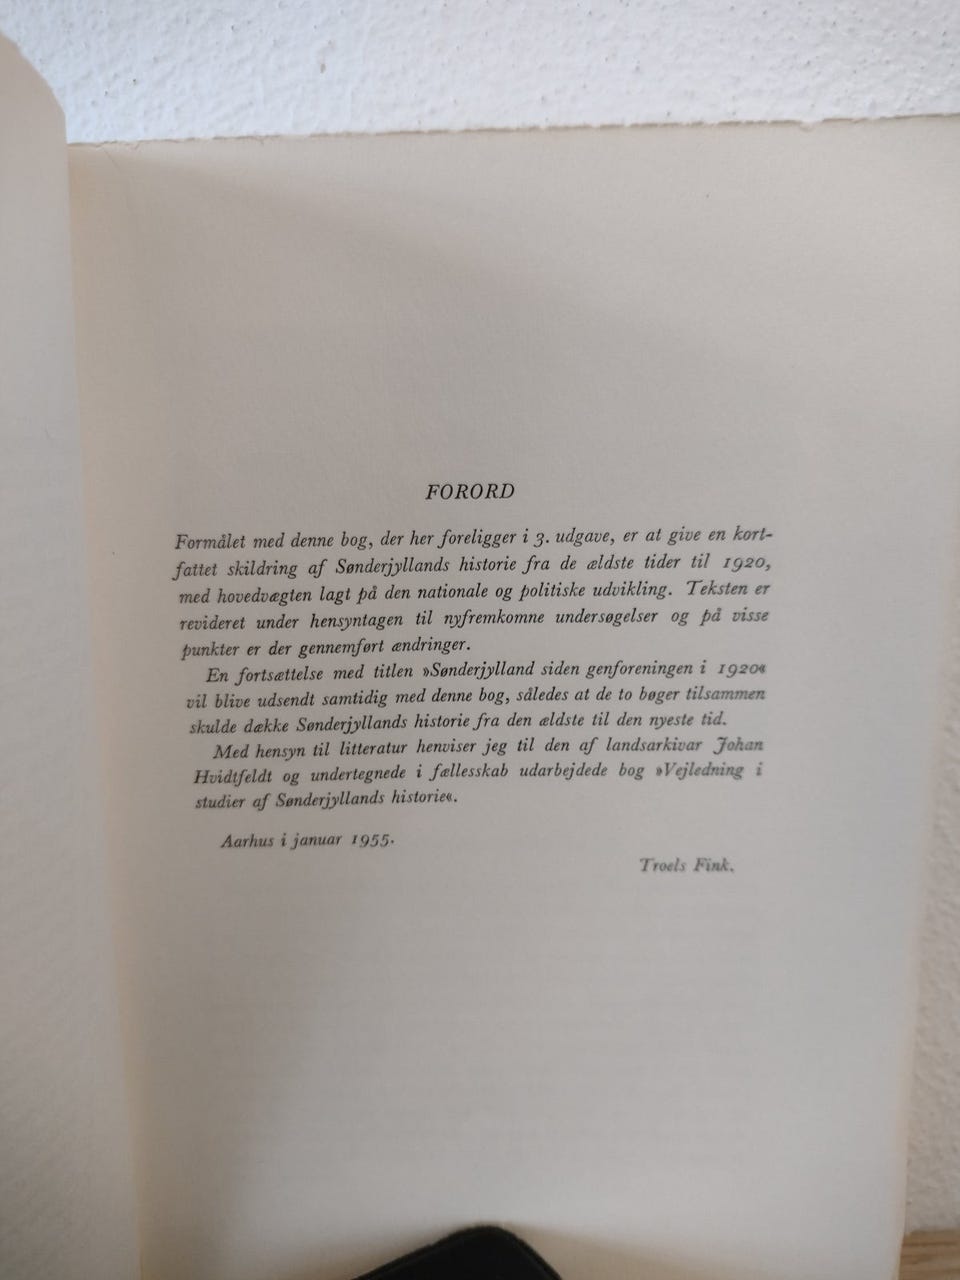 FORORD
Formålet med denne bog, der her foreligger i 3. udgave, er at give en kort-
fattet skildring af Sønderjyllands historie fra de ældste tider til 1920,
med hovedvægten lagt på den nationale og politiske udvikling. Teksten er
revideret under hensyntagen til nyfremkomne undersøgelser og på visse
punkter er der gennemført ændringer.
En fortsættelse med titlen »Sønderjylland siden genforeningen i 1920«
vil blive udsendt samtidig med denne bog, således at de to bøger tilsammen
skulde dække Sønderjyllands historie fra den ældste til den nyeste tid.
Med hensyn til litteratur henviser jeg til den af landsarkivar Johan
Hvidtfeldt og undertegnede i fællesskab udarbejdede bog »Vejledning i
studier af Sønderjyllands historie«.
Aarhus i januar 1955.
Troels Fink.